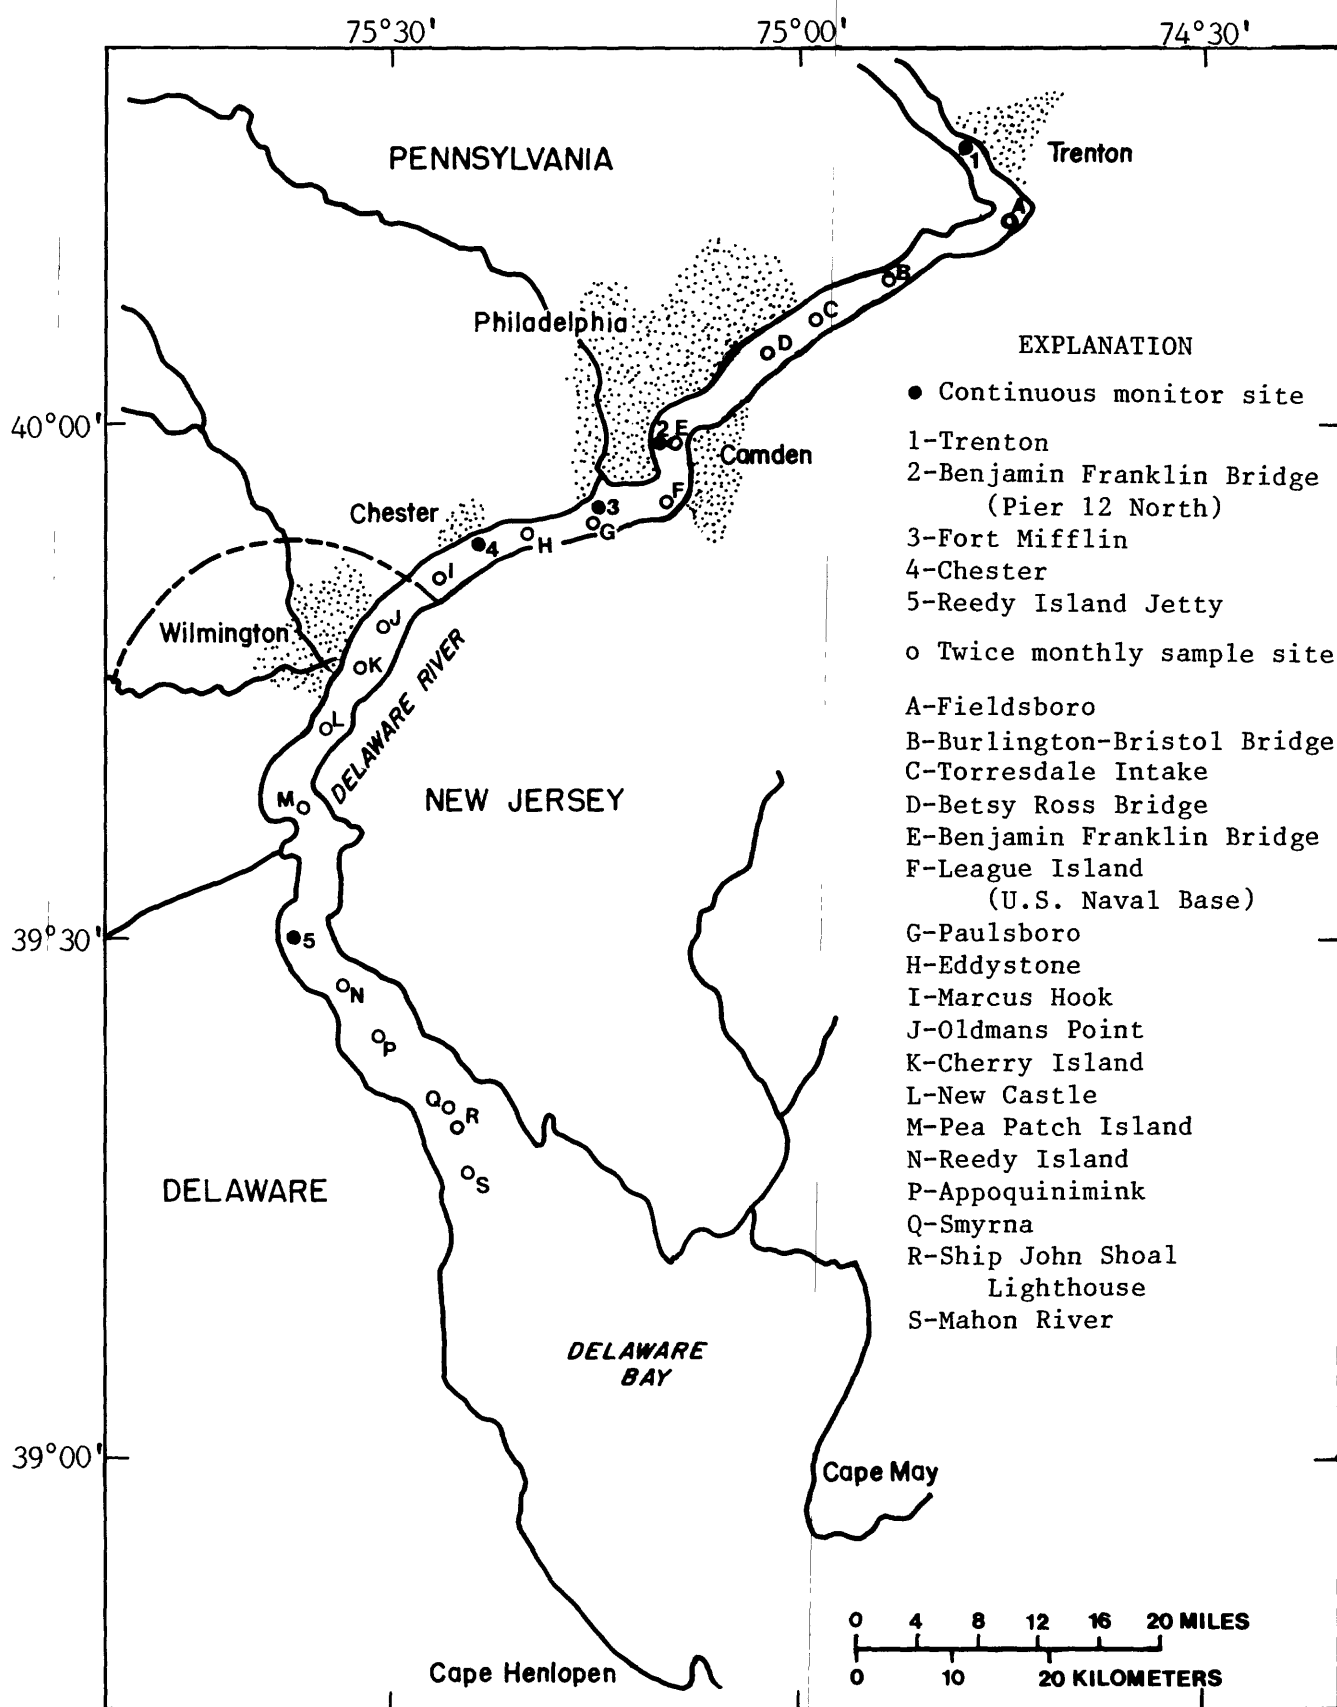 75°30' 75°00' 74°30'
PENNSYLVANIA
Trenton
1
A
B
C
D
Philadelphia
40°00'
2 E
Camden
F
3
G
H
Chester
4
I
J
Wilmington
K
L
DELAWARE RIVER
M
NEW JERSEY
39°30'
5
N
P
Q
R
S
DELAWARE
DELAWARE
BAY
39°00'
Cape May
Cape Henlopen
EXPLANATION
● Continuous monitor site
1-Trenton
2-Benjamin Franklin Bridge
(Pier 12 North)
3-Fort Mifflin
4-Chester
5-Reedy Island Jetty
o Twice monthly sample site
A-Fieldsboro
B-Burlington-Bristol Bridge
C-Torresdale Intake
D-Betsy Ross Bridge
E-Benjamin Franklin Bridge
F-League Island
(U.S. Naval Base)
G-Paulsboro
H-Eddystone
I-Marcus Hook
J-Oldmans Point
K-Cherry Island
L-New Castle
M-Pea Patch Island
N-Reedy Island
P-Appoquinimink
Q-Smyrna
R-Ship John Shoal
Lighthouse
S-Mahon River
0 4 8 12 16 20 MILES
0 10 20 KILOMETERS